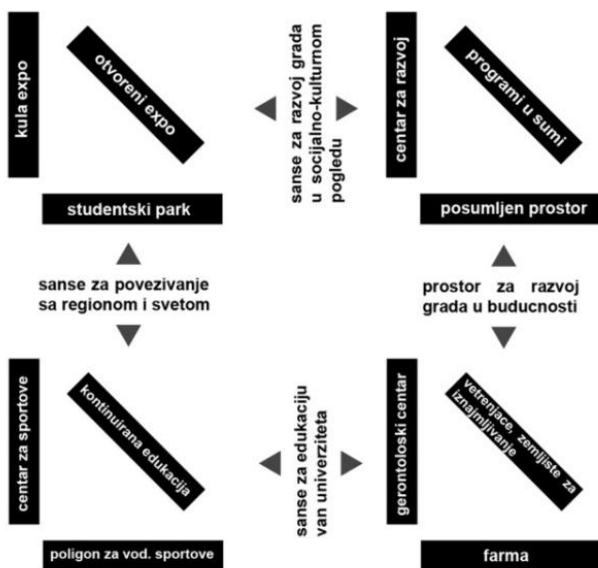 kula expo
otvoreni expo
studentski park
sanse za razvoj grada
u socijalno-kulturnom
pogledu
centar za razvoj
programi u sumi
posumljen prostor
sanse za povezivanje
sa regionom i svetom
prostor za razvoj
grada u buducnosti
centar za sportove
kontinuirana edukacija
poligon za vod. sportove
sanse za edukaciju
van univerziteta
gerontoloski centar
vetrenjace, zemljiste za
iznajmljivanje
farma